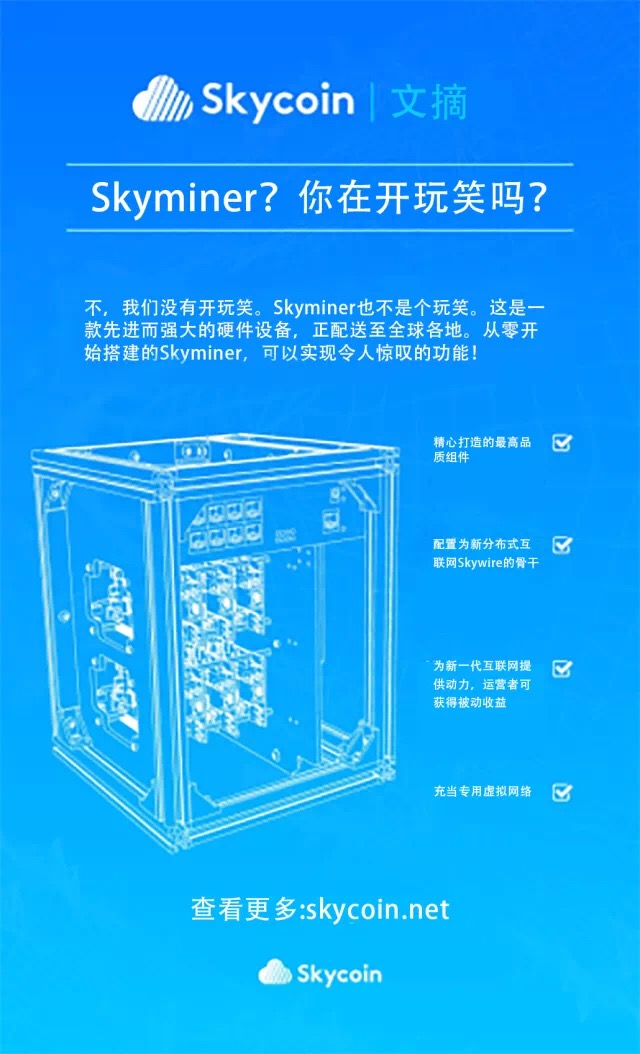 Skycoin | 文摘
Skyminer？你在开玩笑吗？
不，我们没有开玩笑。Skyminer也不是个玩笑。这是一
款先进而强大的硬件设备，正配送至全球各地。从零开
始搭建的Skyminer，可以实现令人惊叹的功能！
精心打造的最高品
质组件
配置为新分布式互
联网Skywire的骨干
为新一代互联网提
供动力，运营者可
获得被动收益
充当专用虚拟网络
查看更多:skycoin.net
Skycoin